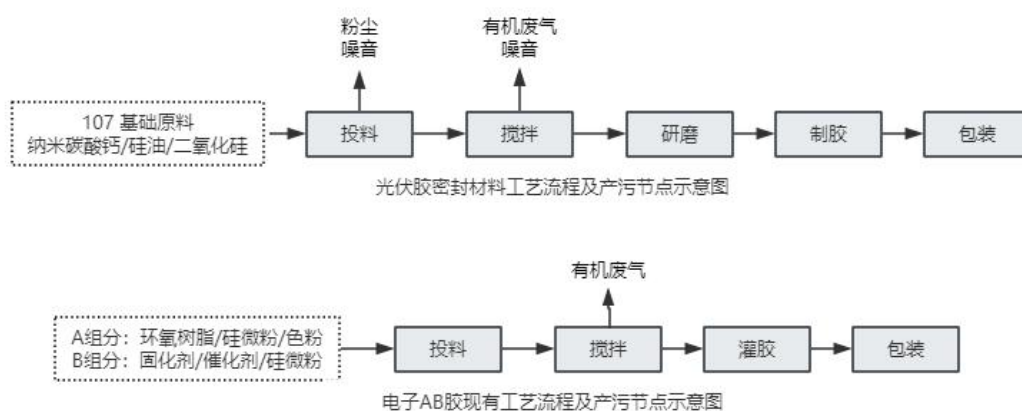 粉尘
噪音
有机废气
噪音
107 基础原料
纳米碳酸钙/硅油/二氧化硅
投料
搅拌
研磨
制胶
包装
光伏胶密封材料工艺流程及产污节点示意图
有机废气
A组分：环氧树脂/硅微粉/色粉
B组分：固化剂/催化剂/硅微粉
投料
搅拌
灌胶
包装
电子AB胶现有工艺流程及产污节点示意图